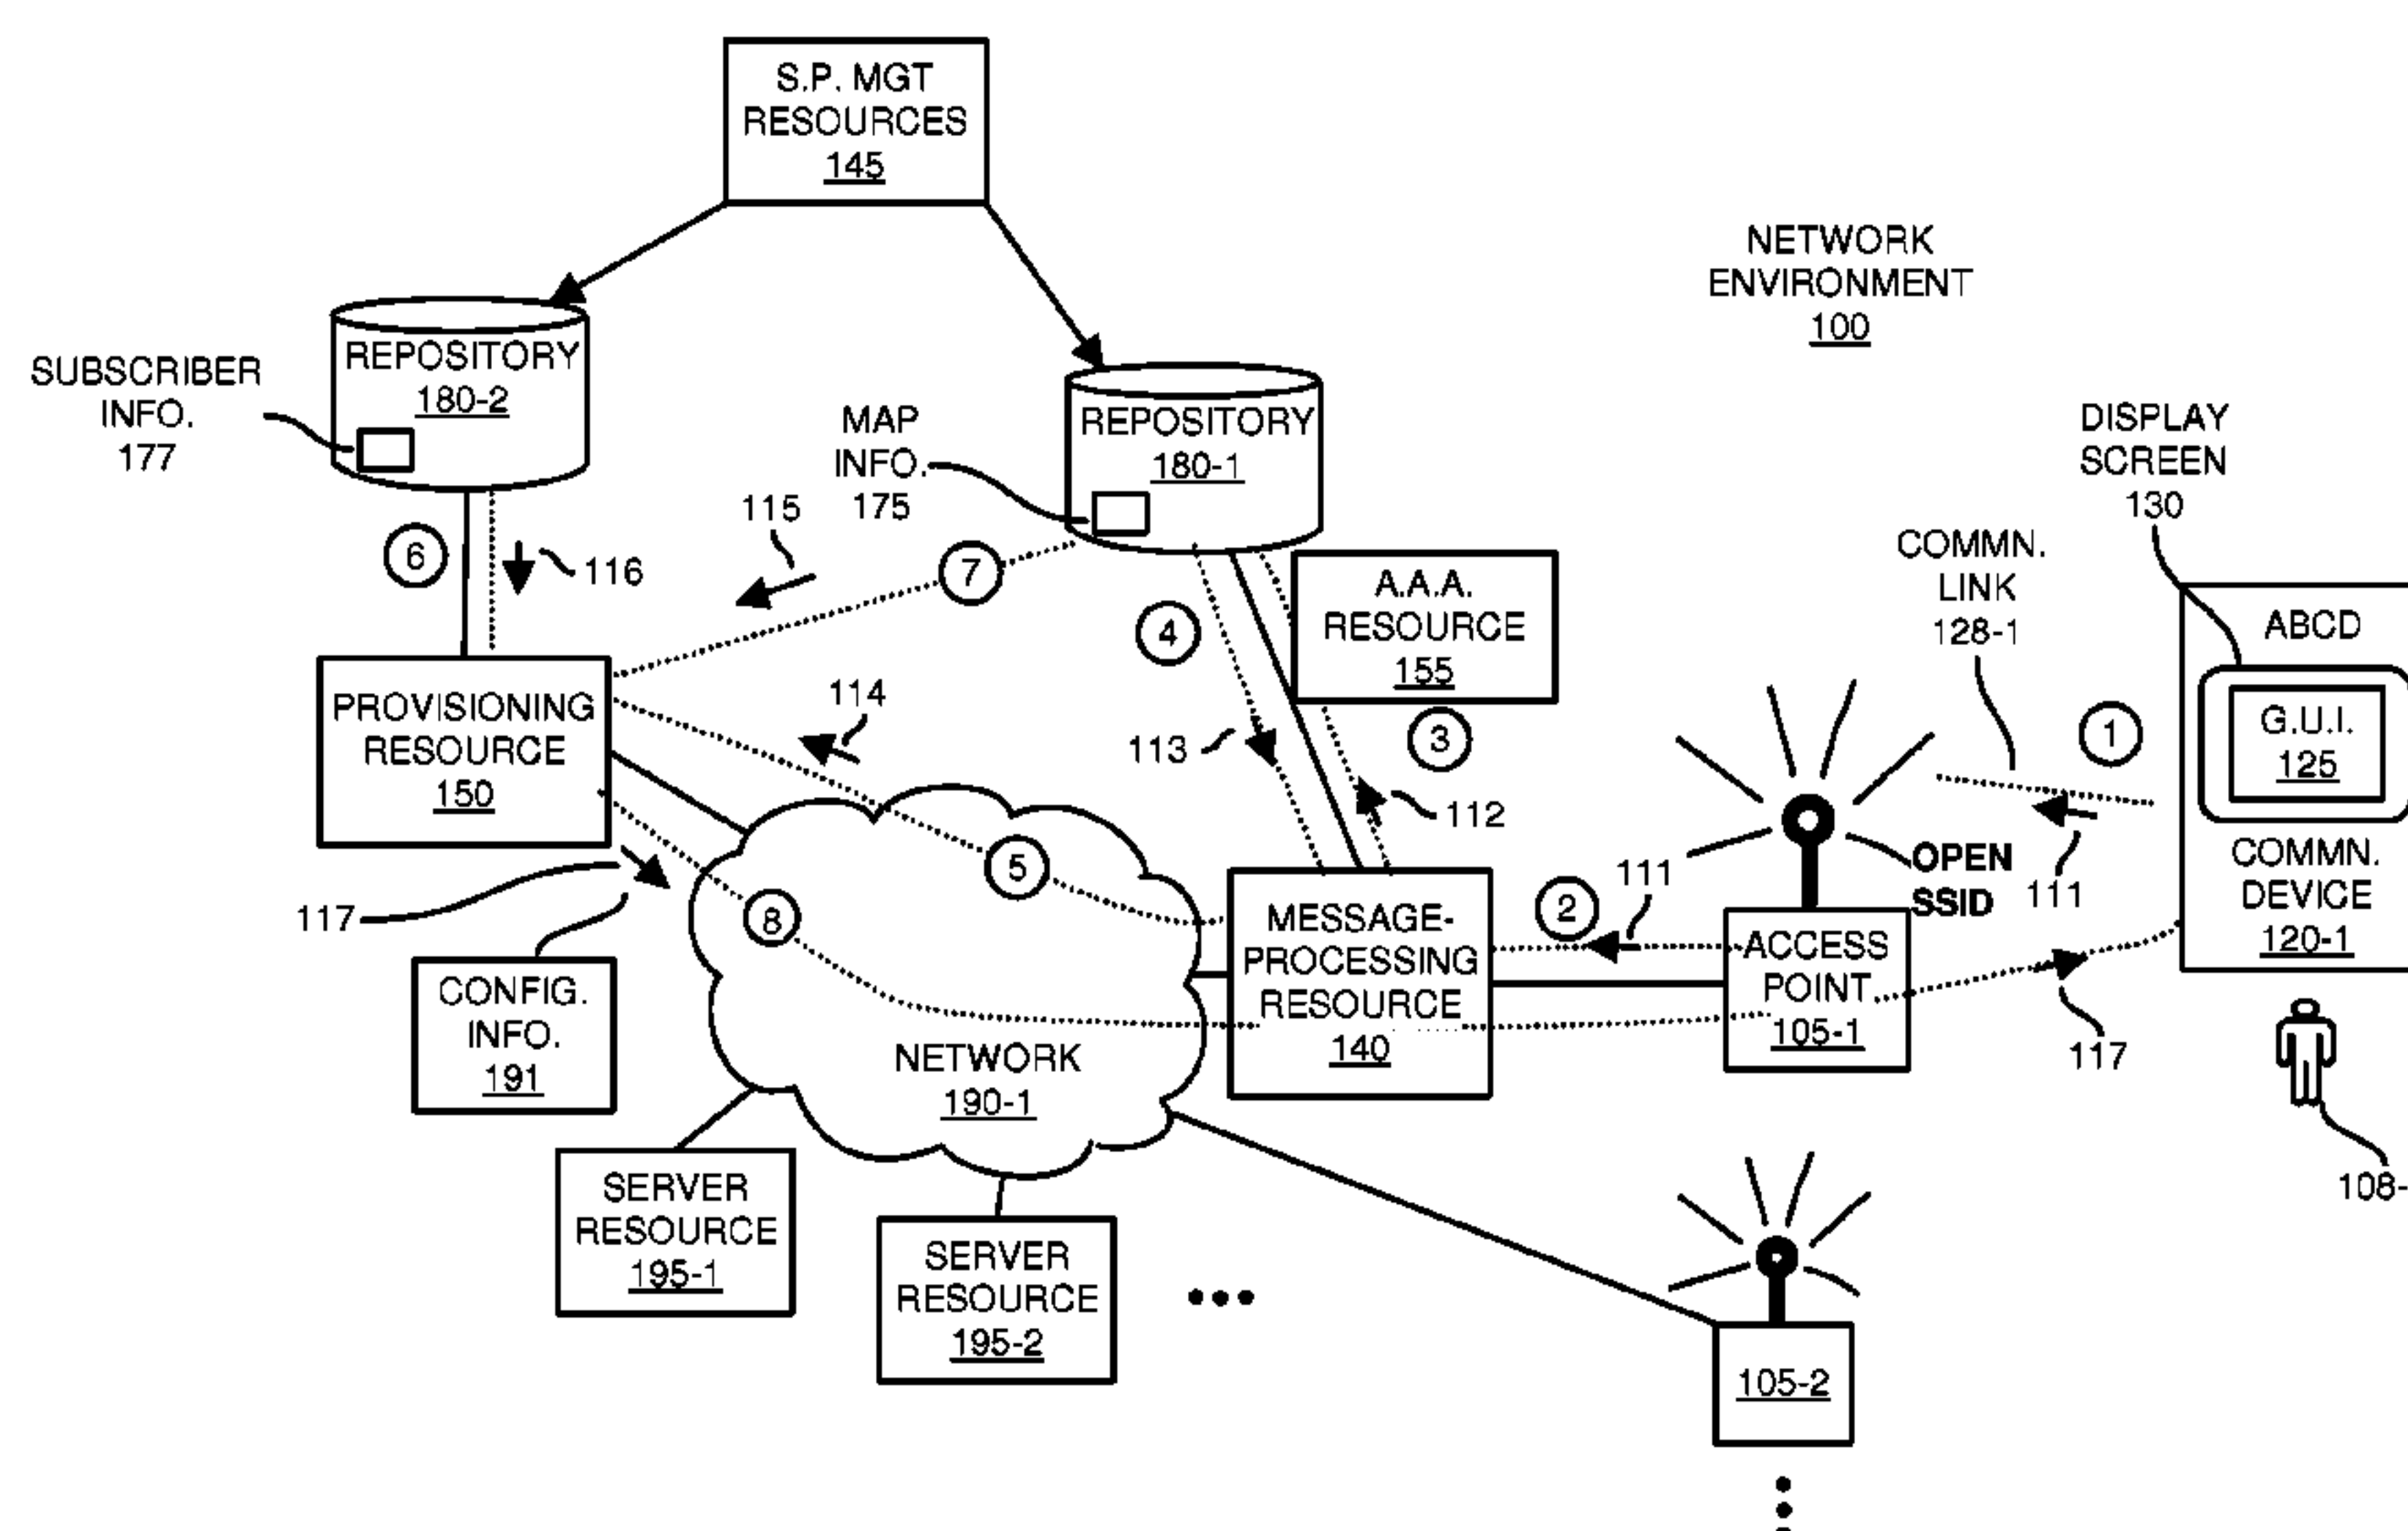 S.P. MGT
RESOURCES
145
NETWORK
ENVIRONMENT
100
REPOSITORY
180-2
SUBSCRIBER
INFO.
177
MAP
INFO.
175
REPOSITORY
180-1
DISPLAY
SCREEN
130
COMMN.
LINK
128-1
115
116
6
7
4
A.A.A.
RESOURCE
155
3
113
112
114
PROVISIONING
RESOURCE
150
1
ABCD
G.U.I.
125
COMMN.
DEVICE
120-1
111
OPEN
SSID
2
111
5
8
117
CONFIG.
INFO.
191
MESSAGE-
PROCESSING
RESOURCE
140
ACCESS
POINT
105-1
117
NETWORK
190-1
108-
SERVER
RESOURCE
195-1
SERVER
RESOURCE
195-2
105-2